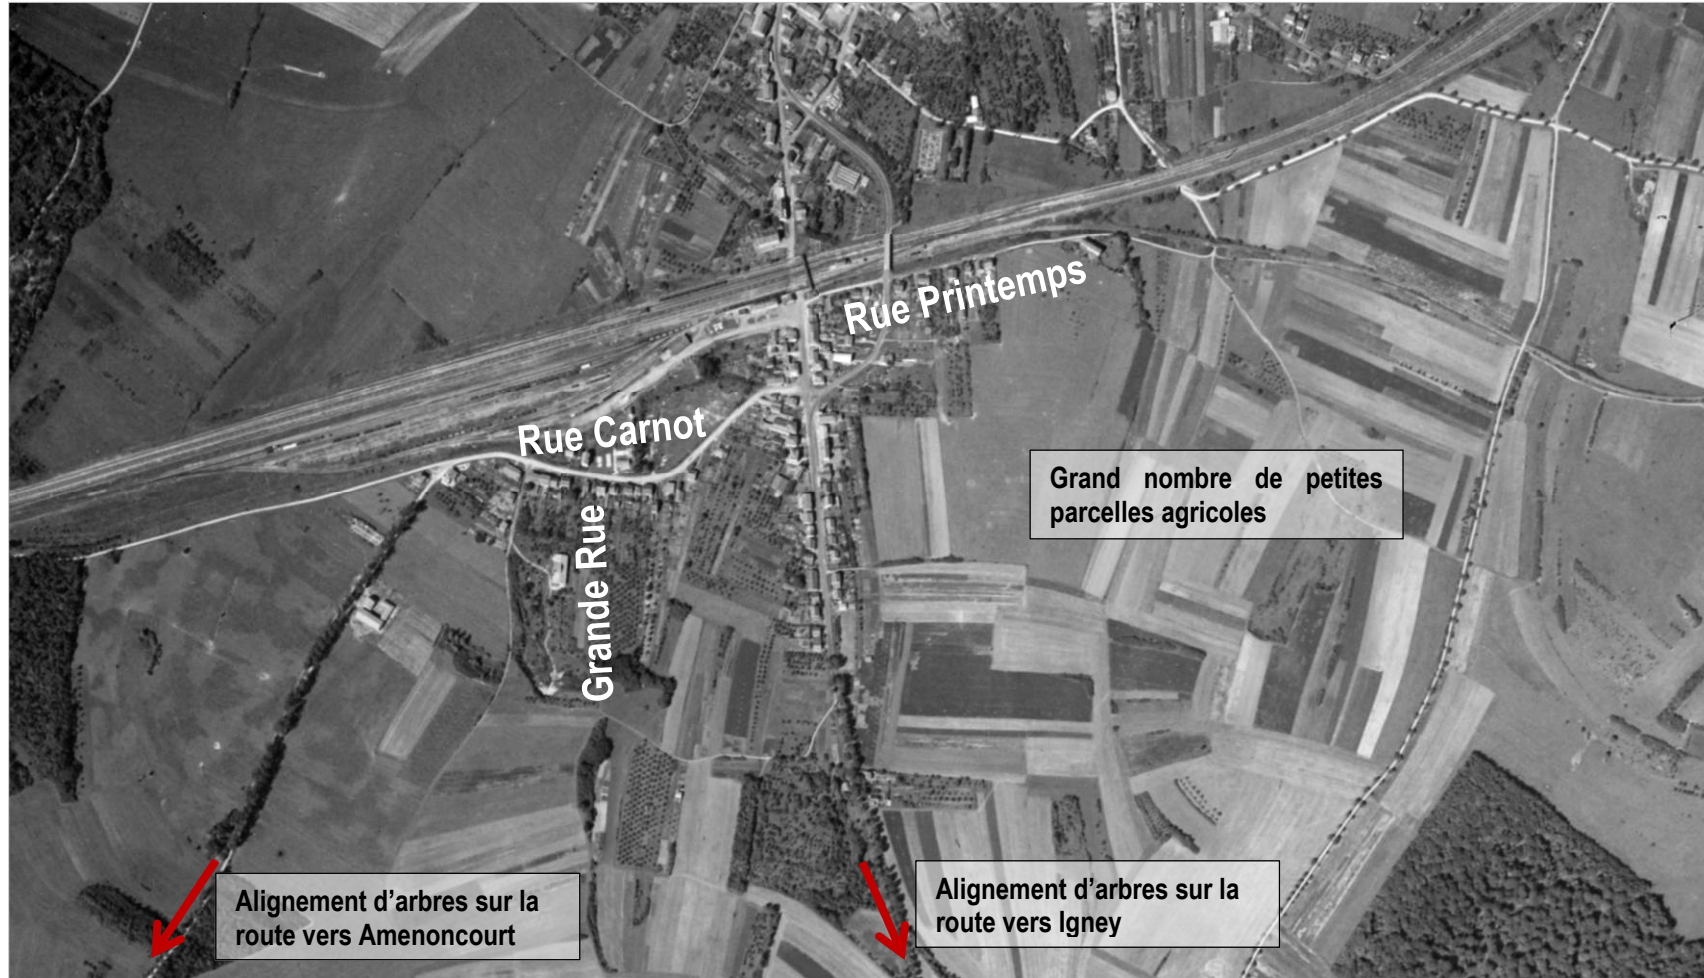 Rue Printemps
Rue Carnot
Grand nombre de petites
parcelles agricoles
Grande Rue
Alignement d’arbres sur la
route vers Amenoncourt
Alignement d’arbres sur la
route vers Igney